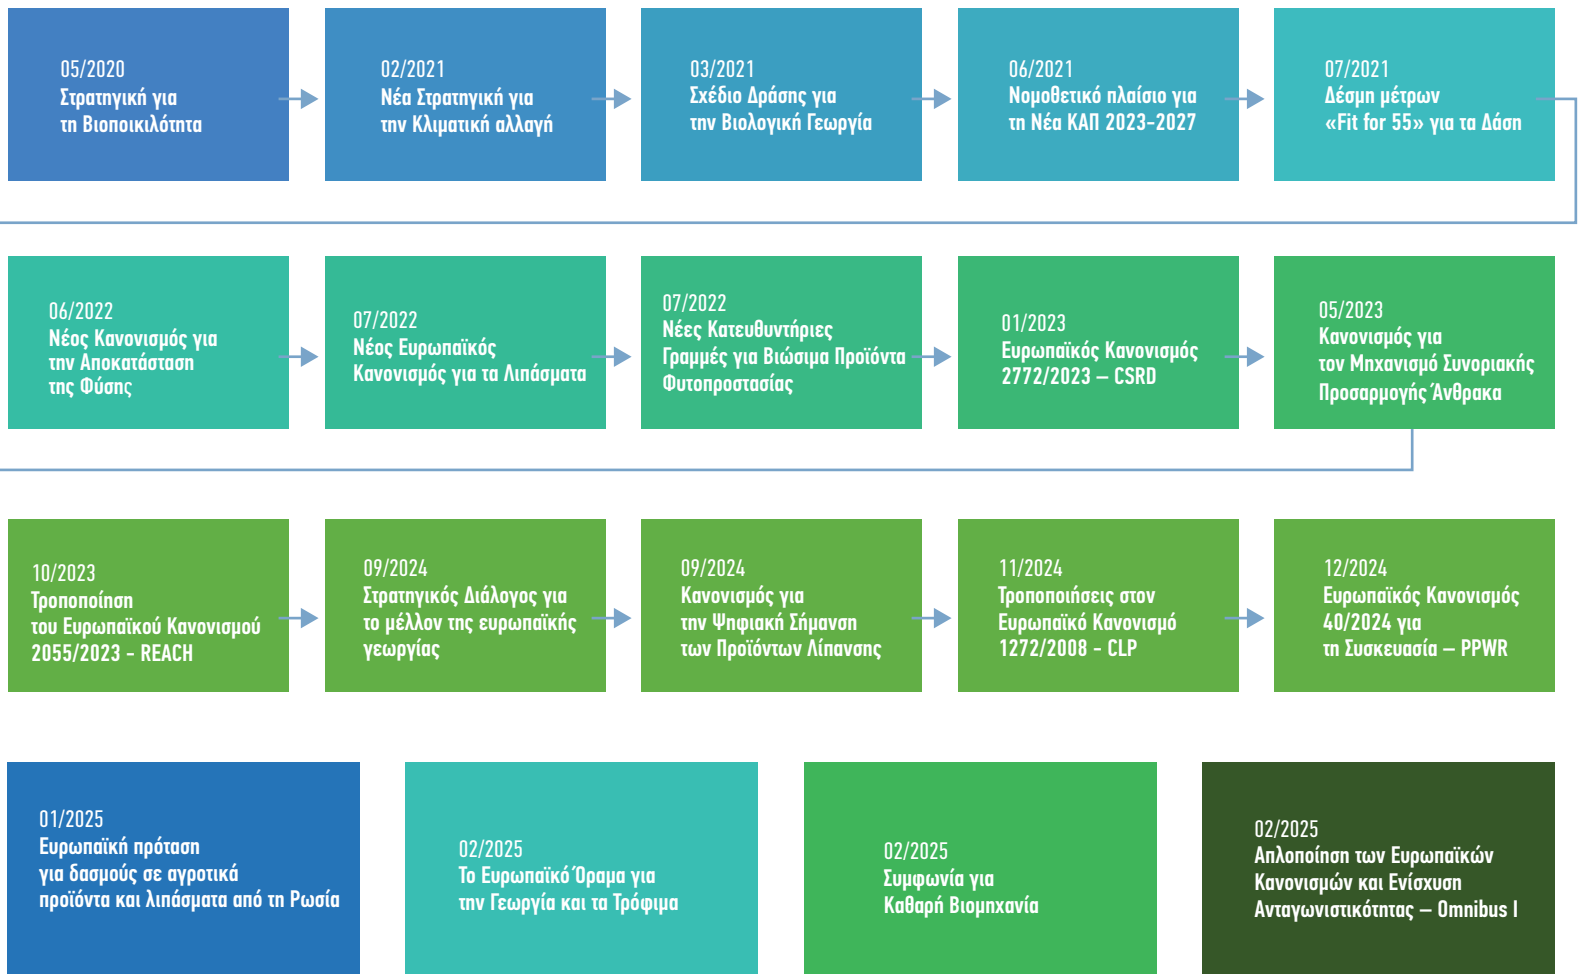 05/2020
Στρατηγική για
τη Βιοποικιλότητα
02/2021
Νέα Στρατηγική για
την Κλιματική αλλαγή
03/2021
Σχέδιο Δράσης για
την Βιολογική Γεωργία
06/2021
Νομοθετικό πλαίσιο για
τη Νέα ΚΑΠ 2023-2027
07/2021
Δέσμη μέτρων
«Fit for 55» για τα Δάση
06/2022
Νέος Κανονισμός για
την Αποκατάσταση
της Φύσης
07/2022
Νέος Ευρωπαϊκός
Κανονισμός για τα Λιπάσματα
07/2022
Νέες Κατευθυντήριες
Γραμμές για Βιώσιμα Προϊόντα
Φυτοπροστασίας
01/2023
Ευρωπαϊκός Κανονισμός
2772/2023 – CSRD
05/2023
Κανονισμός για
τον Μηχανισμό Συνοριακής
Προσαρμογής Άνθρακα
10/2023
Τροποποίηση
του Ευρωπαϊκού Κανονισμού
2055/2023 - REACH
09/2024
Στρατηγικός Διάλογος για
το μέλλον της ευρωπαϊκής
γεωργίας
09/2024
Κανονισμός για
την Ψηφιακή Σήμανση
των Προϊόντων Λίπανσης
11/2024
Τροποποιήσεις στον
Ευρωπαϊκό Κανονισμό
1272/2008 - CLP
12/2024
Ευρωπαϊκός Κανονισμός
40/2024 για
τη Συσκευασία – PPWR
01/2025
Ευρωπαϊκή πρόταση
για δασμούς σε αγροτικά
προϊόντα και λιπάσματα από τη Ρωσία
02/2025
Το Ευρωπαϊκό Όραμα για
την Γεωργία και τα Τρόφιμα
02/2025
Συμφωνία για
Καθαρή Βιομηχανία
02/2025
Απλοποίηση των Ευρωπαϊκών
Κανονισμών και Ενίσχυση
Ανταγωνιστικότητας – Omnibus I